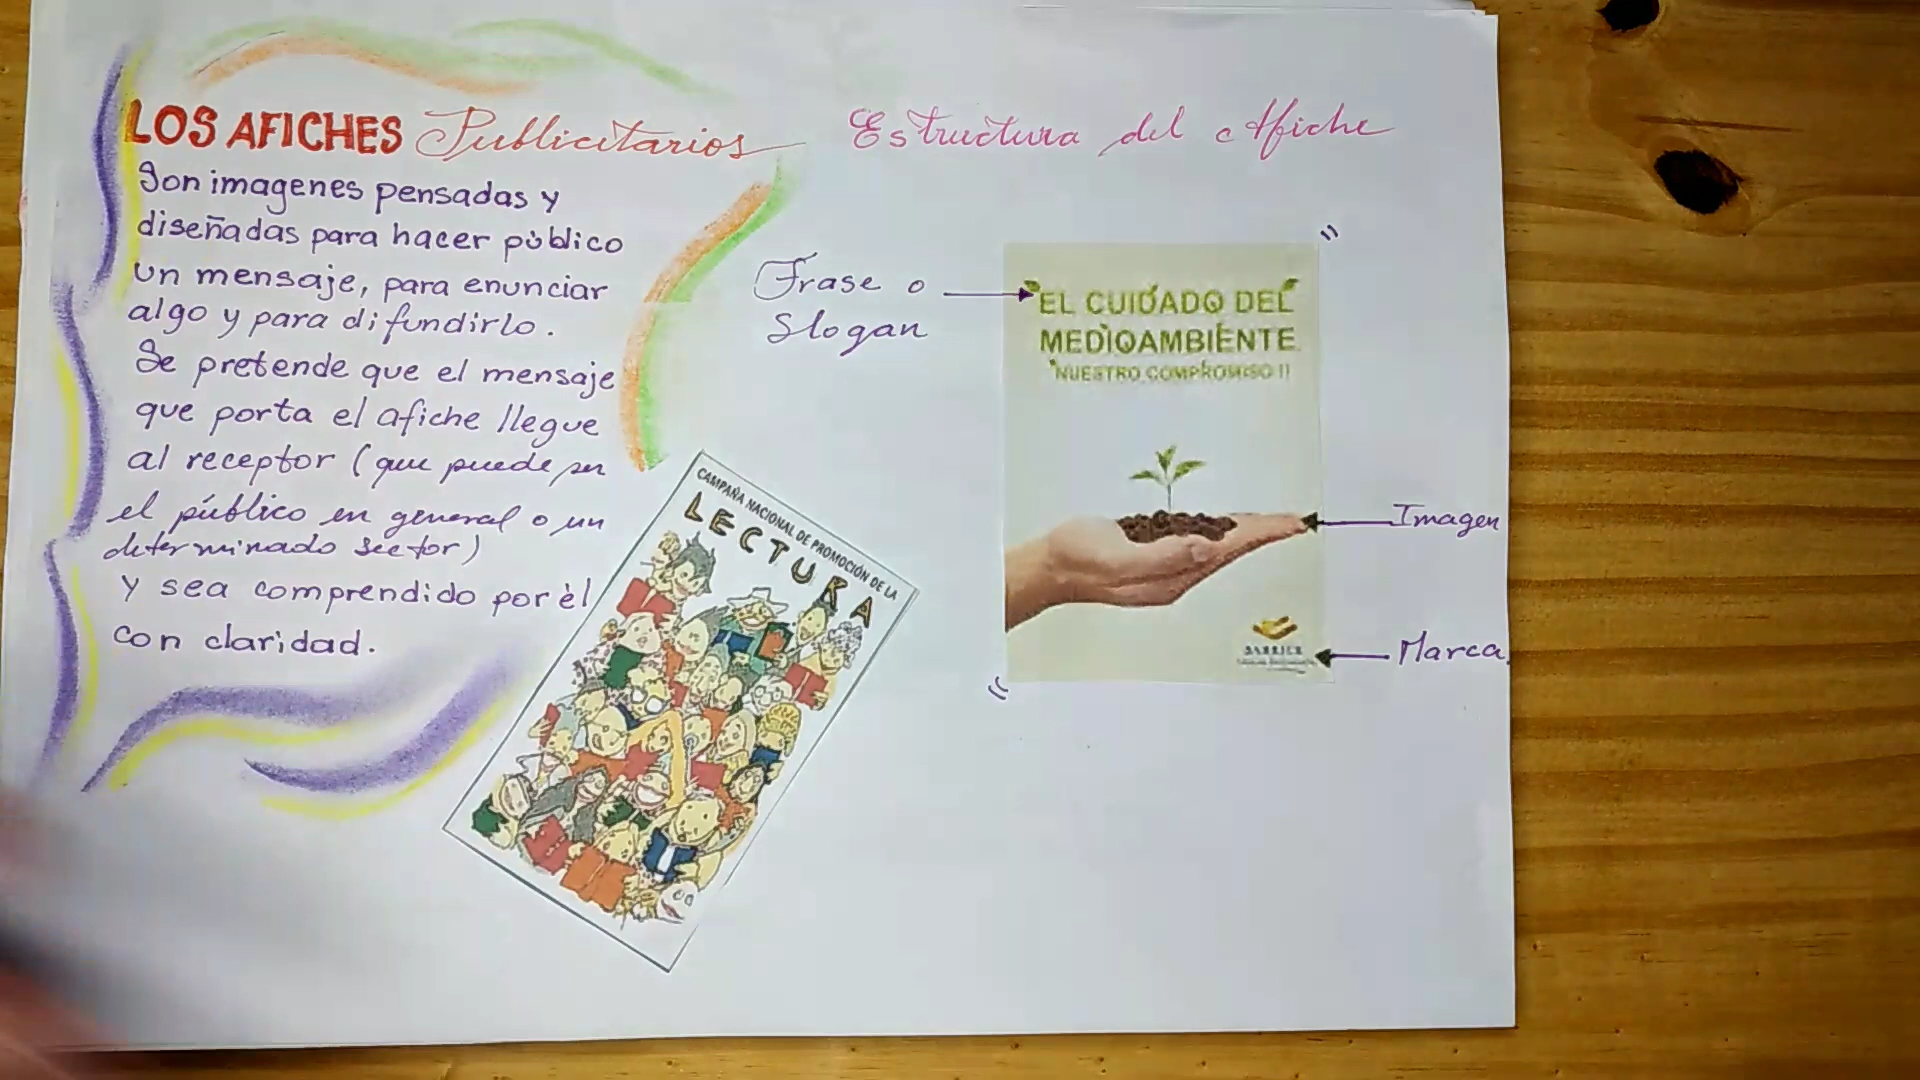 LOS AFICHES Publicitarios
Son imagenes pensadas y
diseñadas para hacer público
un mensaje, para enunciar
algo y para difundirlo.
Se pretende que el mensaje
que porta el afiche llegue
al receptor (que puede ser
el público en general o un
determinado sector)
y sea comprendido por èl
con claridad.
CAMPAÑA NACIONAL DE PROMOCIÓN DE LA
LECTURA
Estructura del Afiche
Frase o
Slogan
EL CUIDADO DEL
MEDIOAMBIENTE
NUESTRO COMPROMISO !!
Imagen
Marca.